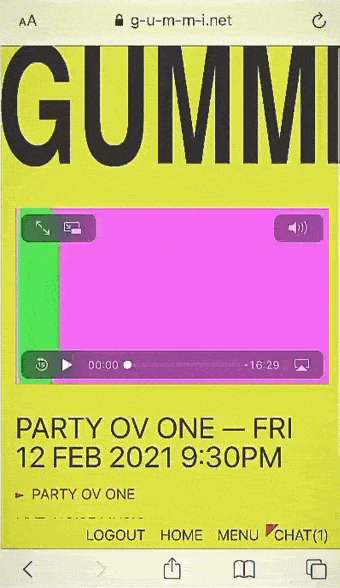 AA g-u-m-m-i.net
GUMMI
15 00:00 -16:29
PARTY OV ONE — FRI
12 FEB 2021 9:30PM
► PARTY OV ONE
LOGOUT HOME MENU CHAT(1)